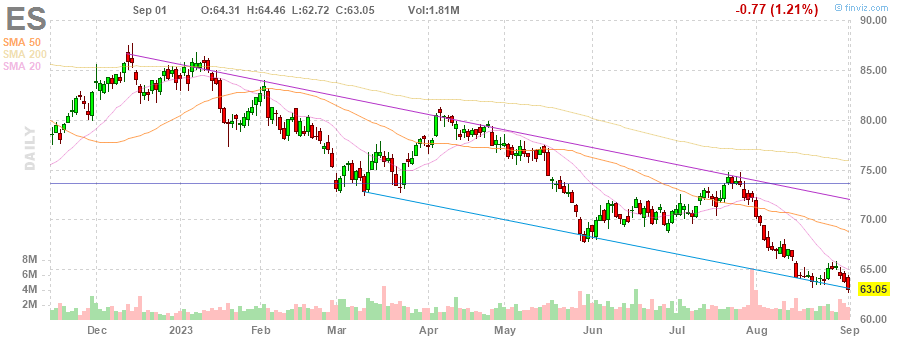 ES
Sep 01 O:64.31 H:64.46 L:62.72 C:63.05 Vol:1.81M -0.77 (1.21%) © finviz.com
SMA 50
SMA 200
SMA 20
DAILY
90.00
85.00
80.00
75.00
70.00
65.00
63.05
60.00
8M
6M
4M
2M
Dec 2023 Feb Mar Apr May Jun Jul Aug Sep